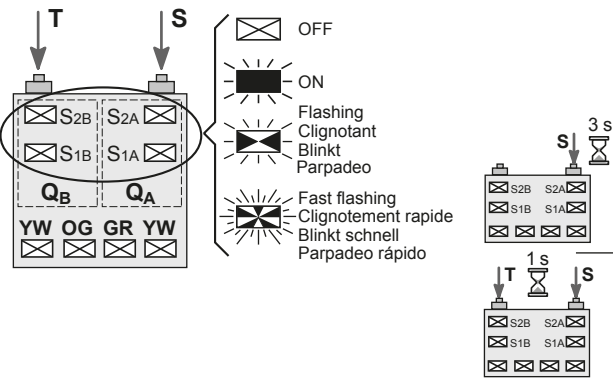 T S
OFF
ON
Flashing
Clignotant
Blinkt
Parpadeo
Fast flashing
Clignotement rapide
Blinkt schnell
Parpadeo rápido
S2B S2A
S1B S1A
QB QA
YW OG GR YW
S 3 s
S2B S2A
S1B S1A
T 1 s S
S2B S2A
S1B S1A